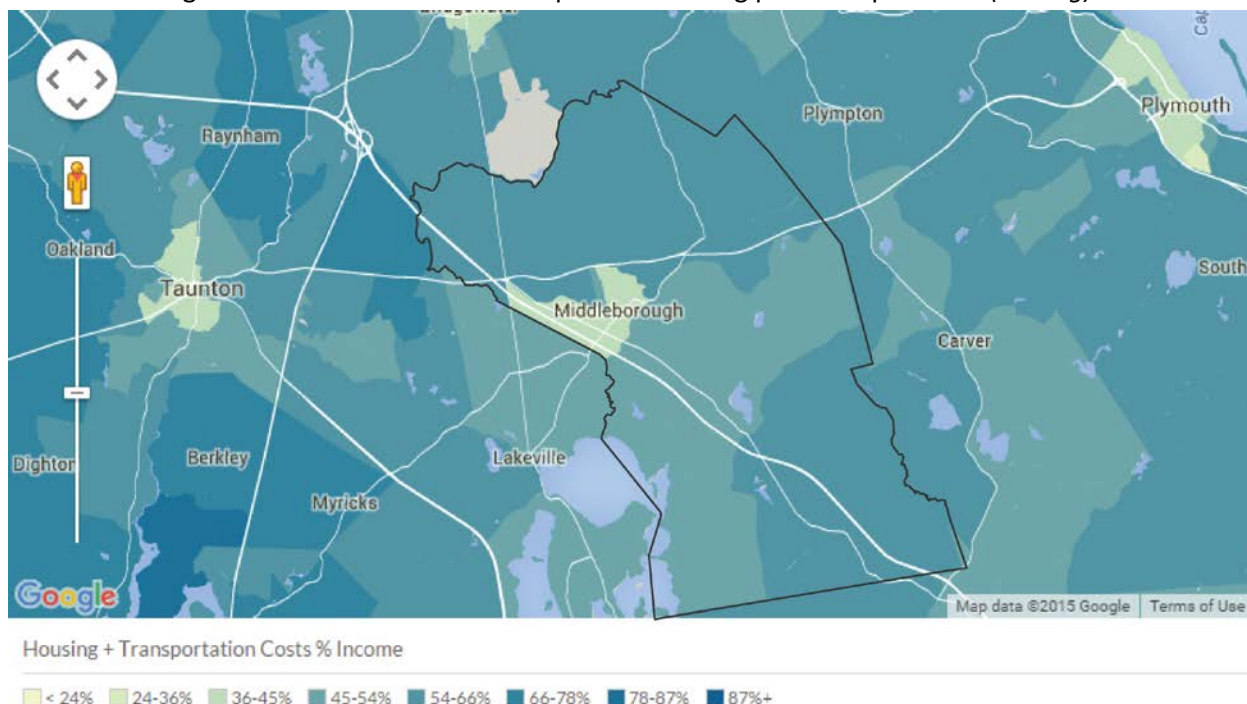 Cap
Plymouth
Plympton
Raynham
Oakland
South
Taunton
Middleborough
Carver
Dighton
Berkley
Lakeville
Myricks
Google
Map data ©2015 Google
Terms of Use
Housing + Transportation Costs % Income
< 24% 24-36% 36-45% 45-54% 54-66% 66-78% 78-87% 87%+